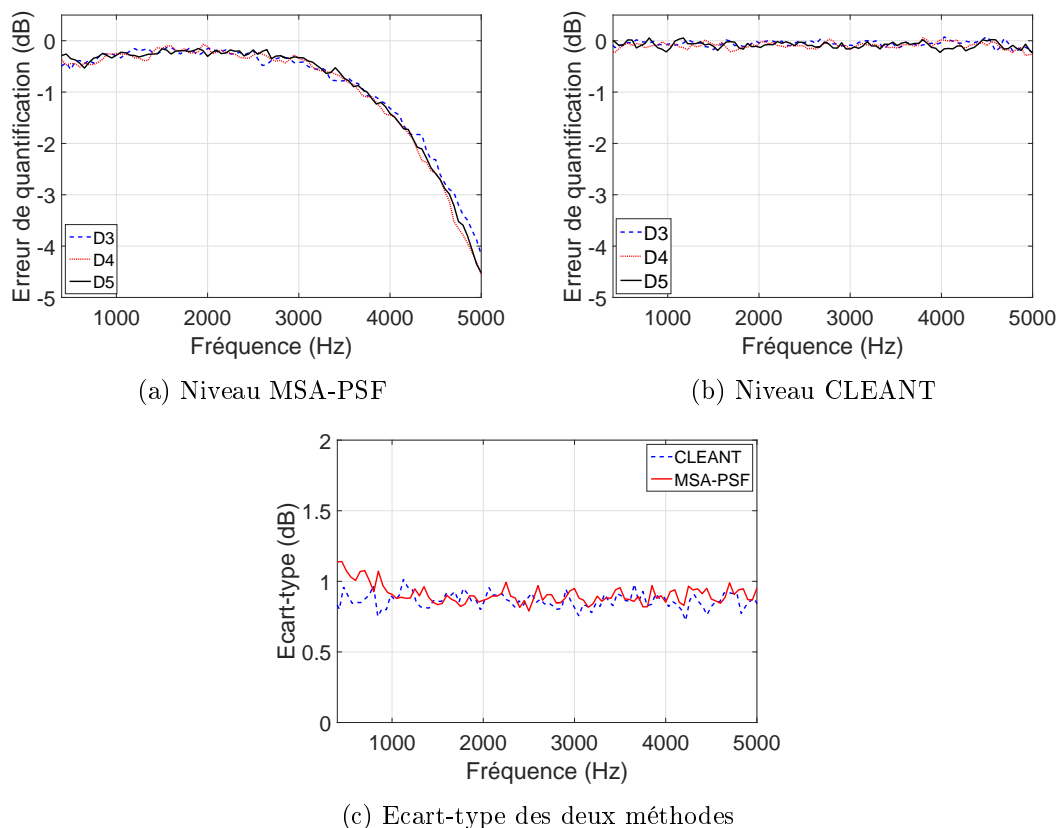 Erreur de quantification (dB)
0
-1
-2
-3
-4
-5
D3
D4
D5
1000 2000 3000 4000 5000
Fréquence (Hz)
(a) Niveau MSA-PSF
Erreur de quantification (dB)
0
-1
-2
-3
-4
-5
D3
D4
D5
1000 2000 3000 4000 5000
Fréquence (Hz)
(b) Niveau CLEANT
Ecart-type (dB)
2
1.5
1
0.5
0
CLEANT
MSA-PSF
1000 2000 3000 4000 5000
Fréquence (Hz)
(c) Ecart-type des deux méthodes